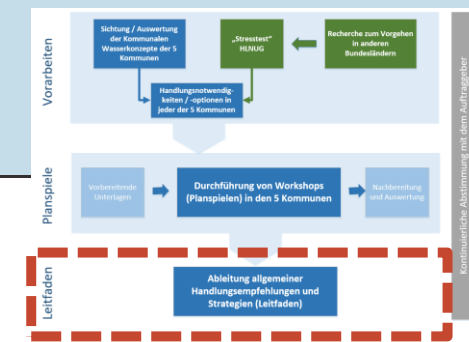 Vorarbeiten
Sichtung / Auswertung
der Kommunalen
Wasserkonzepte der 5
Kommunen
„Stresstest"
HLNUG
Recherche zum Vorgehen
in anderen
Bundesländern
Handlungsnotwendig-
keiten / -optionen in
jeder der 5 Kommunen
Planspiele
Vorbereitende
Unterlagen
Durchführung von Workshops
(Planspielen) in den 5 Kommunen
Nachbereitung
und Auswertung
Leitfaden
Ableitung allgemeiner
Handlungsempfehlungen und
Strategien (Leitfaden)
Kontinuierliche Abstimmung mit dem Auftraggeber